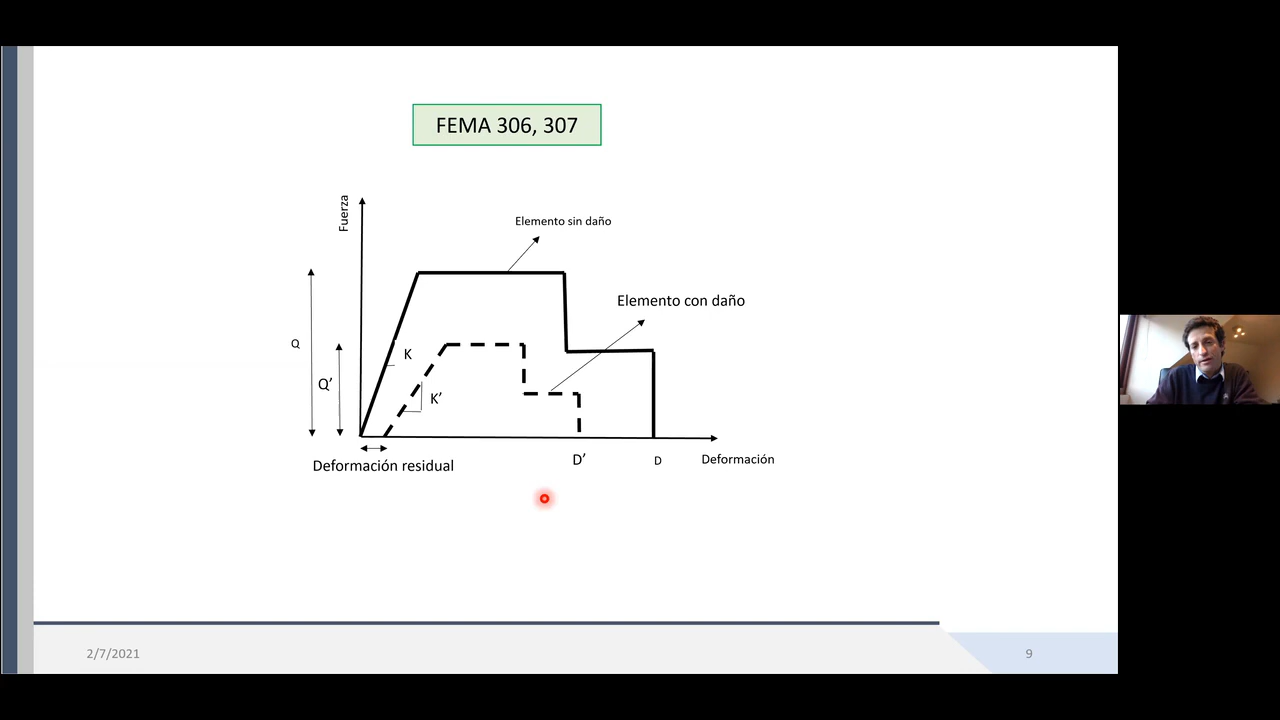 FEMA 306, 307
Fuerza
Elemento sin daño
Elemento con daño
Q
K
Q’
K’
Deformación residual
D’
D
Deformación
2/7/2021
9